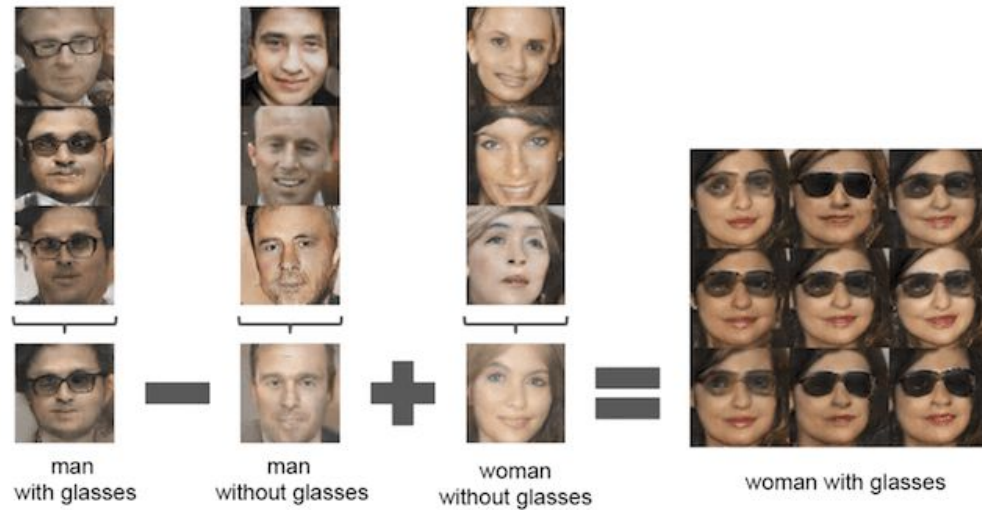 man
with glasses
man
without glasses
woman
without glasses
woman with glasses